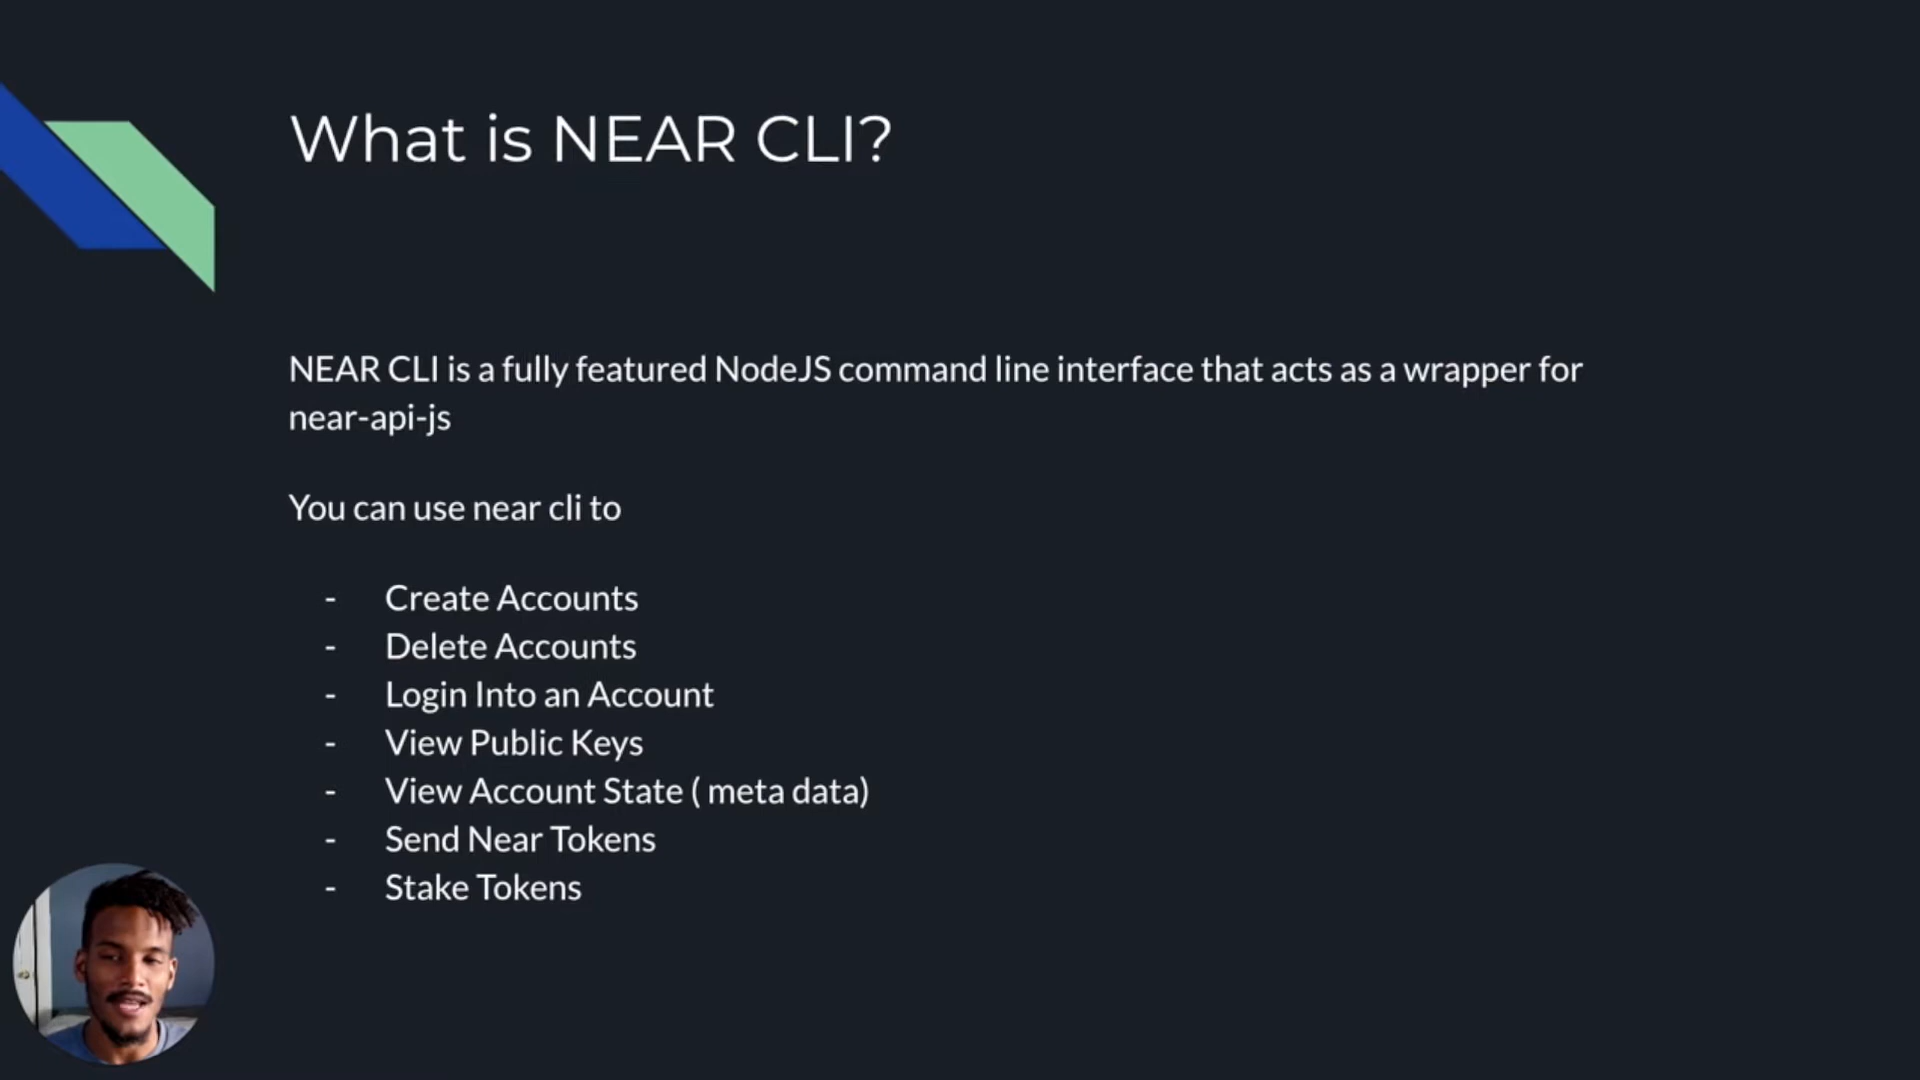 What is NEAR CLI?
NEAR CLI is a fully featured NodeJS command line interface that acts as a wrapper for
near-api-js
You can use near cli to
- Create Accounts
- Delete Accounts
- Login Into an Account
- View Public Keys
- View Account State ( meta data)
- Send Near Tokens
- Stake Tokens